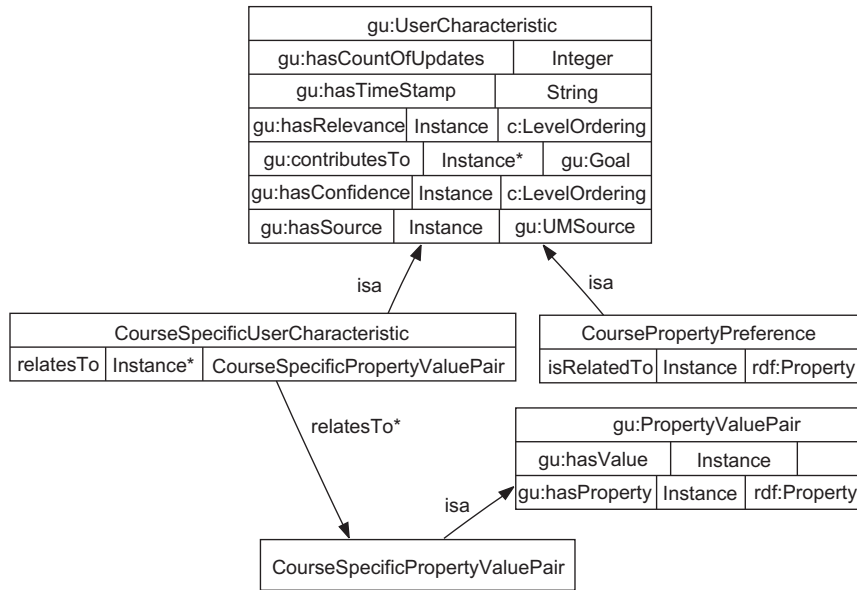 gu:UserCharacteristic
gu:hasCountOfUpdates Integer
gu:hasTimeStamp String
gu:hasRelevance Instance c:LevelOrdering
gu:contributesTo Instance* gu:Goal
gu:hasConfidence Instance c:LevelOrdering
gu:hasSource Instance gu:UMSource
isa isa
CourseSpecificUserCharacteristic
relatesTo Instance* CourseSpecificPropertyValuePair
CoursePropertyPreference
isRelatedTo Instance rdf:Property
relatesTo*
gu:PropertyValuePair
gu:hasValue Instance
gu:hasProperty Instance rdf:Property
isa
CourseSpecificPropertyValuePair